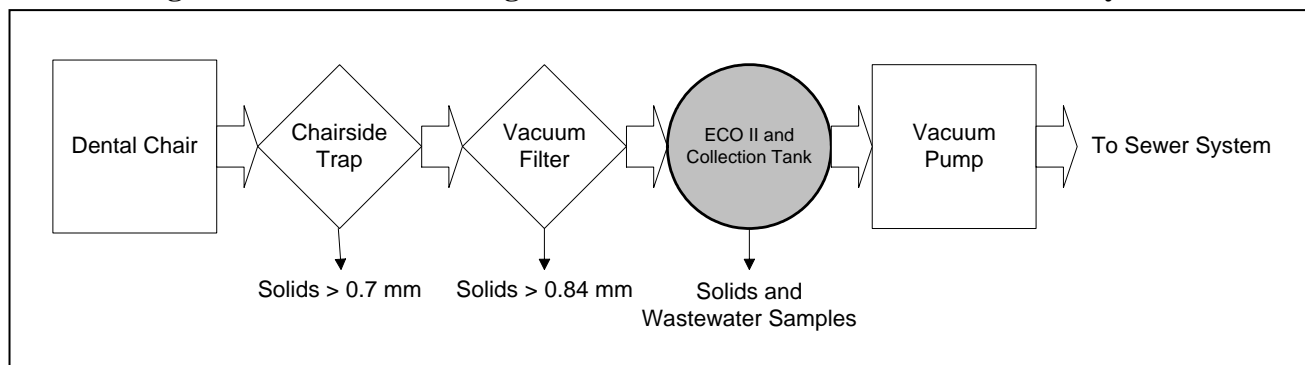 Dental Chair
Chairside
Trap
Vacuum
Filter
ECO II and
Collection Tank
Vacuum
Pump
To Sewer System
Solids > 0.7 mm
Solids > 0.84 mm
Solids and
Wastewater Samples